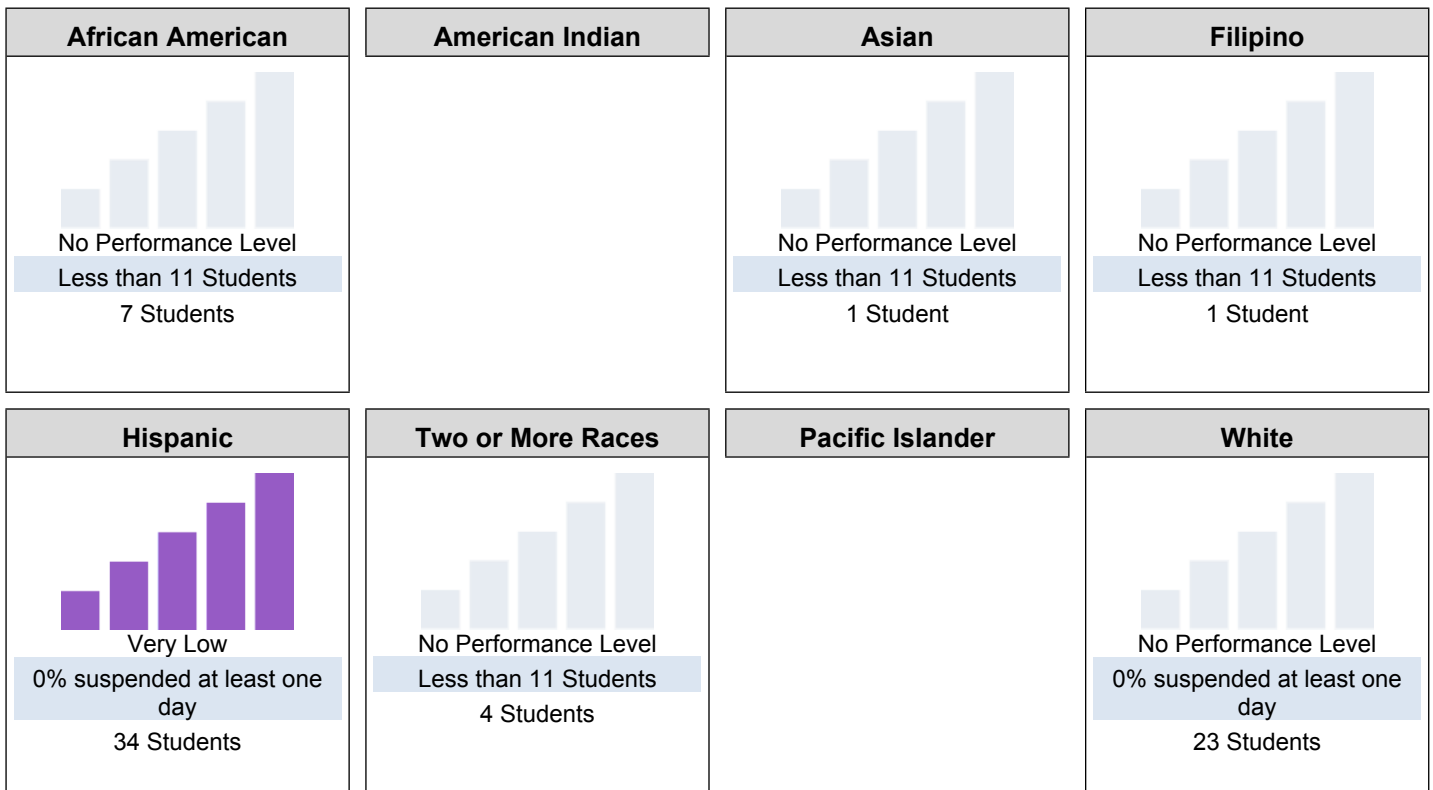 African American
American Indian
Asian
Filipino
No Performance Level
Less than 11 Students
7 Students
No Performance Level
Less than 11 Students
1 Student
No Performance Level
Less than 11 Students
1 Student
Hispanic
Two or More Races
Pacific Islander
White
Very Low
0% suspended at least one
day
34 Students
No Performance Level
Less than 11 Students
4 Students
No Performance Level
0% suspended at least one
day
23 Students